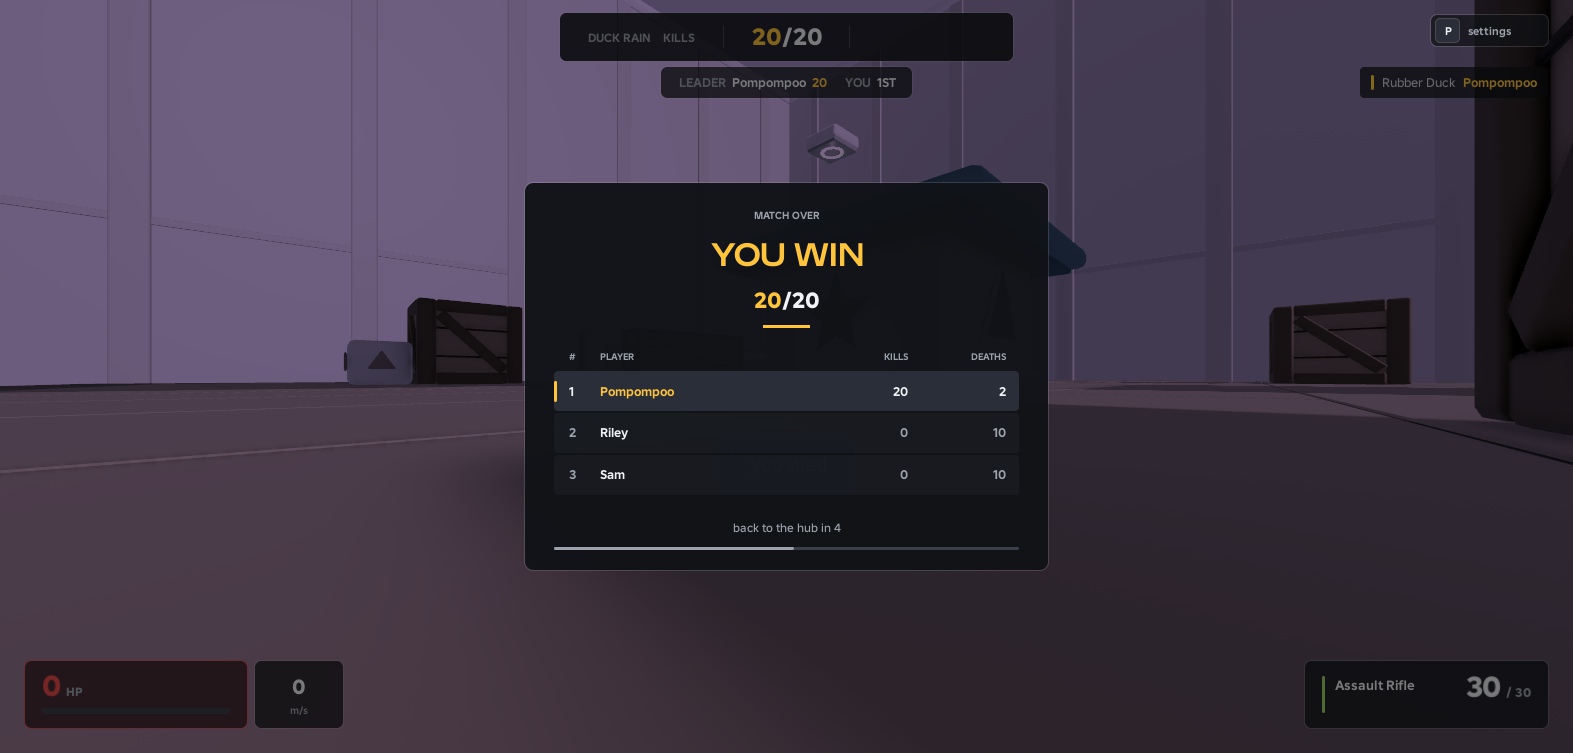 DUCK RAIN KILLS 20/20
P settings
LEADER Pompompoo 20 YOU 1ST
Rubber Duck Pompompoo
MATCH OVER
YOU WIN
20/20
# PLAYER KILLS DEATHS
1 Pompompoo 20 2
2 Riley 0 10
3 Sam 0 10
back to the hub in 4
0 HP
0
m/s
Assault Rifle 30 / 30